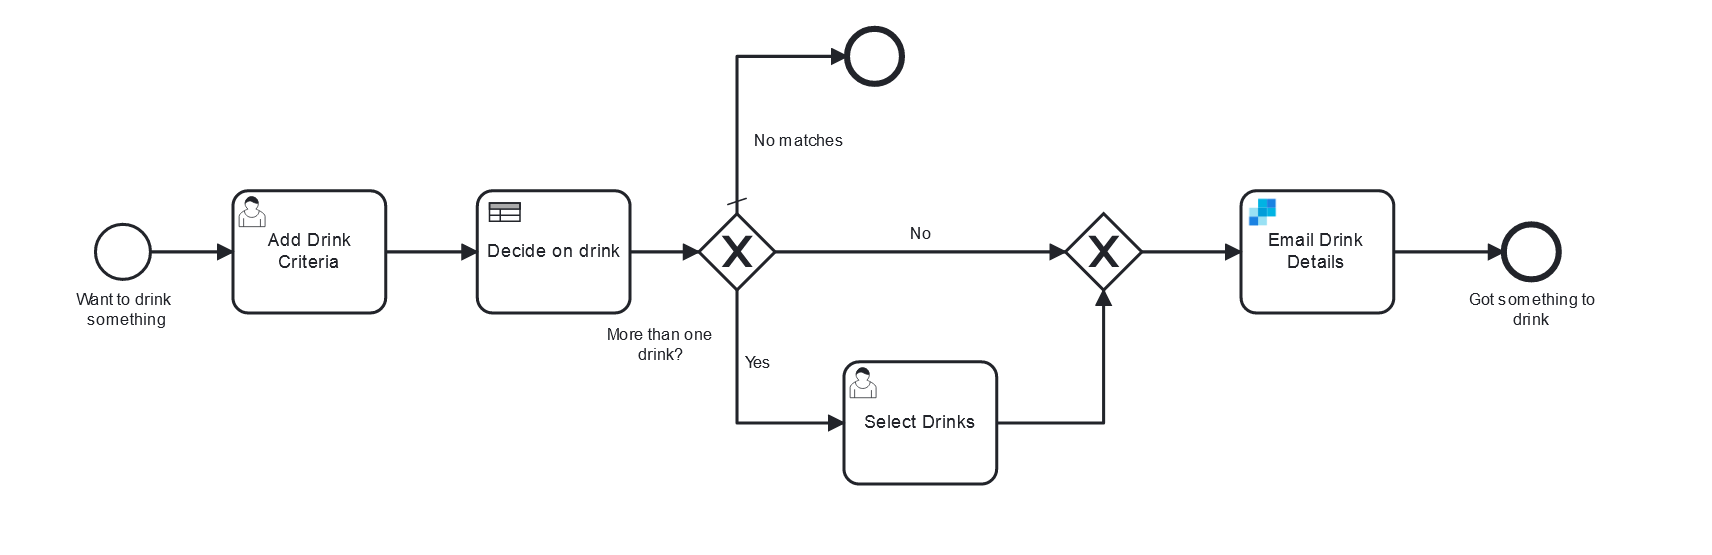 No matches
Add Drink
Criteria
Decide on drink
X
No
X
Email Drink
Details
Want to drink
something
More than one
drink?
Yes
Got something to
drink
Select Drinks